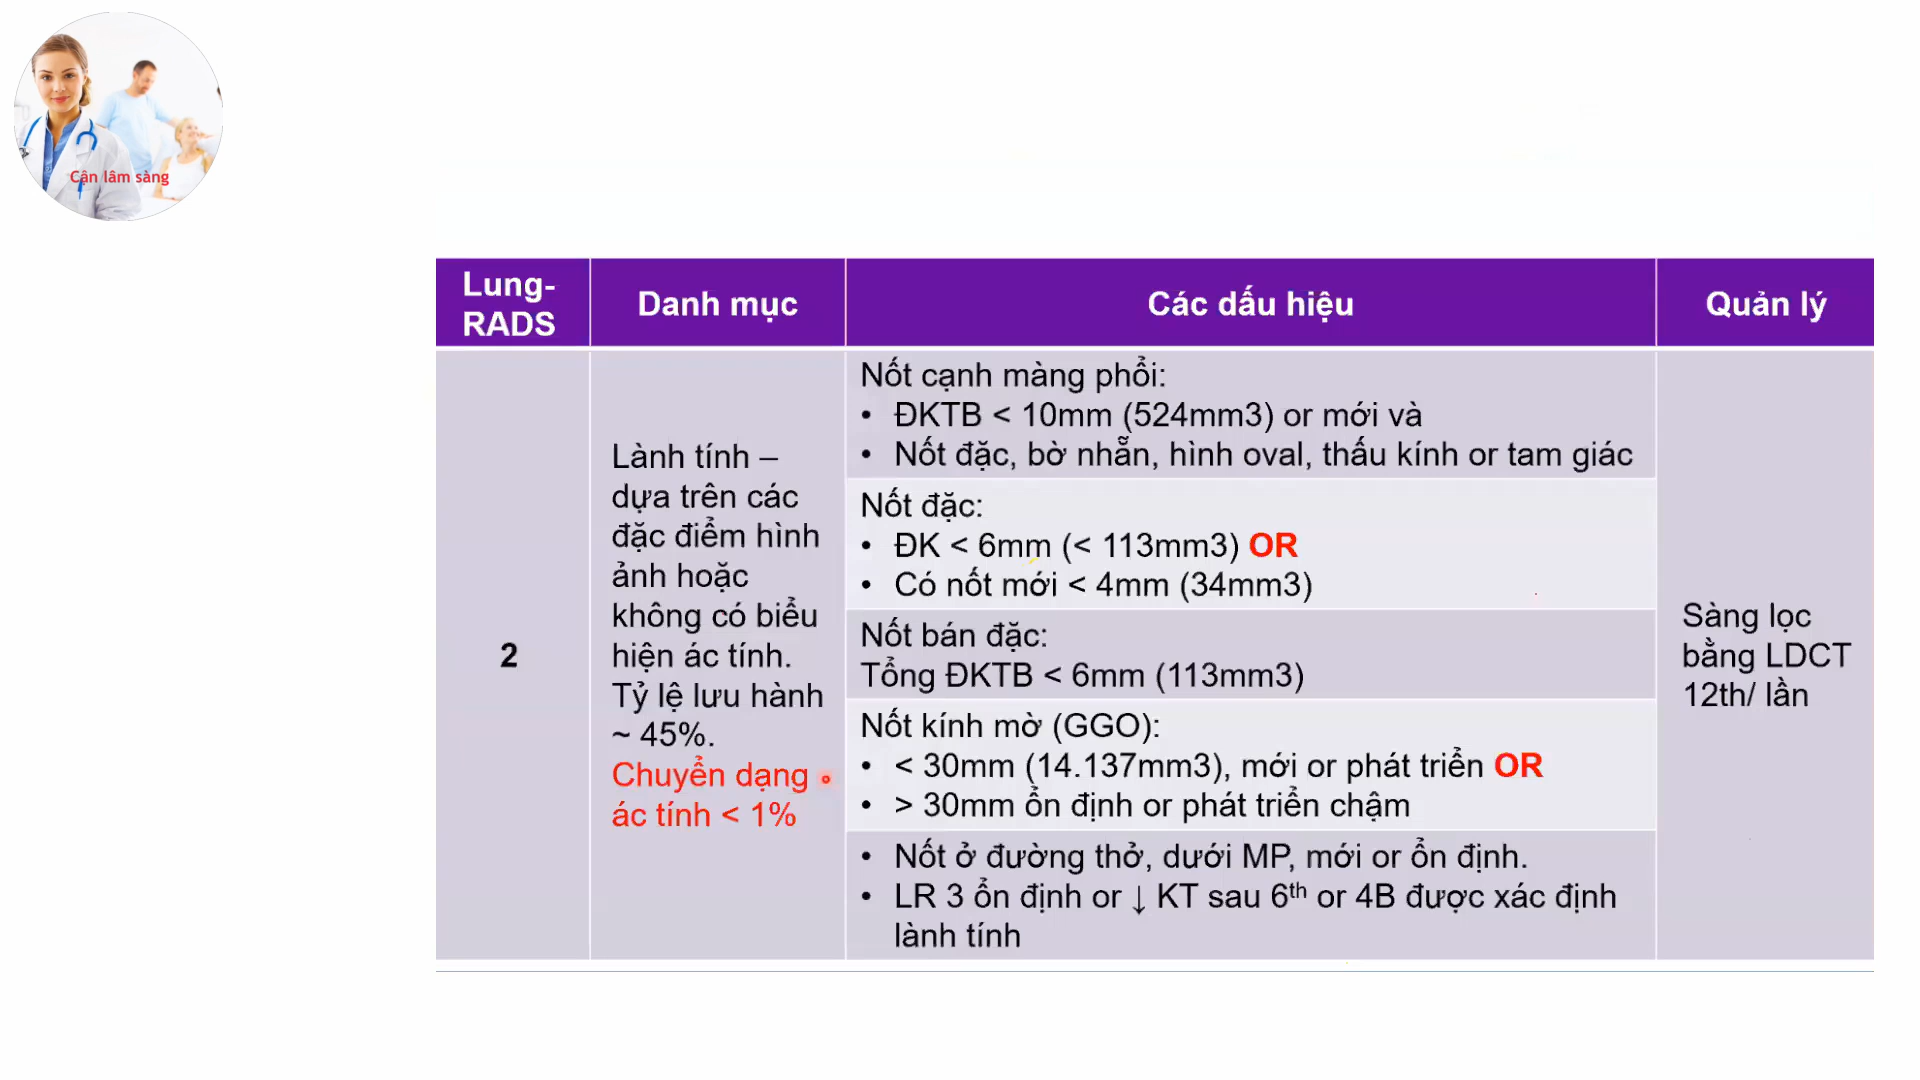 Cận lâm sàng
Lung-
RADS
Danh mục
Các dấu hiệu
Quản lý
2
Lành tính –
dựa trên các
đặc điểm hình
ảnh hoặc
không có biểu
hiện ác tính.
Tỷ lệ lưu hành
~ 45%.
Chuyển dạng
ác tính < 1%
Nốt cạnh màng phổi:
• ĐKTB < 10mm (524mm3) or mới và
• Nốt đặc, bờ nhẵn, hình oval, thấu kính or tam giác
Nốt đặc:
• ĐK < 6mm (< 113mm3) OR
• Có nốt mới < 4mm (34mm3)
Nốt bán đặc:
Tổng ĐKTB < 6mm (113mm3)
Nốt kính mờ (GGO):
• < 30mm (14.137mm3), mới or phát triển OR
• > 30mm ổn định or phát triển chậm
• Nốt ở đường thở, dưới MP, mới or ổn định.
• LR 3 ổn định or ↓ KT sau 6th or 4B được xác định
lành tính
Sàng lọc
bằng LDCT
12th/ lần